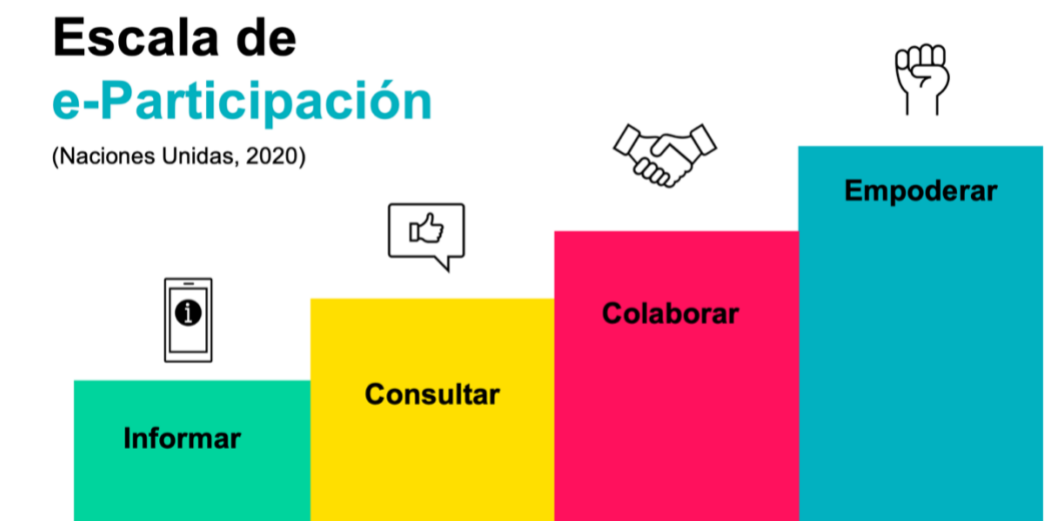 Escala de
e-Participación
(Naciones Unidas, 2020)
Informar
Consultar
Colaborar
Empoderar